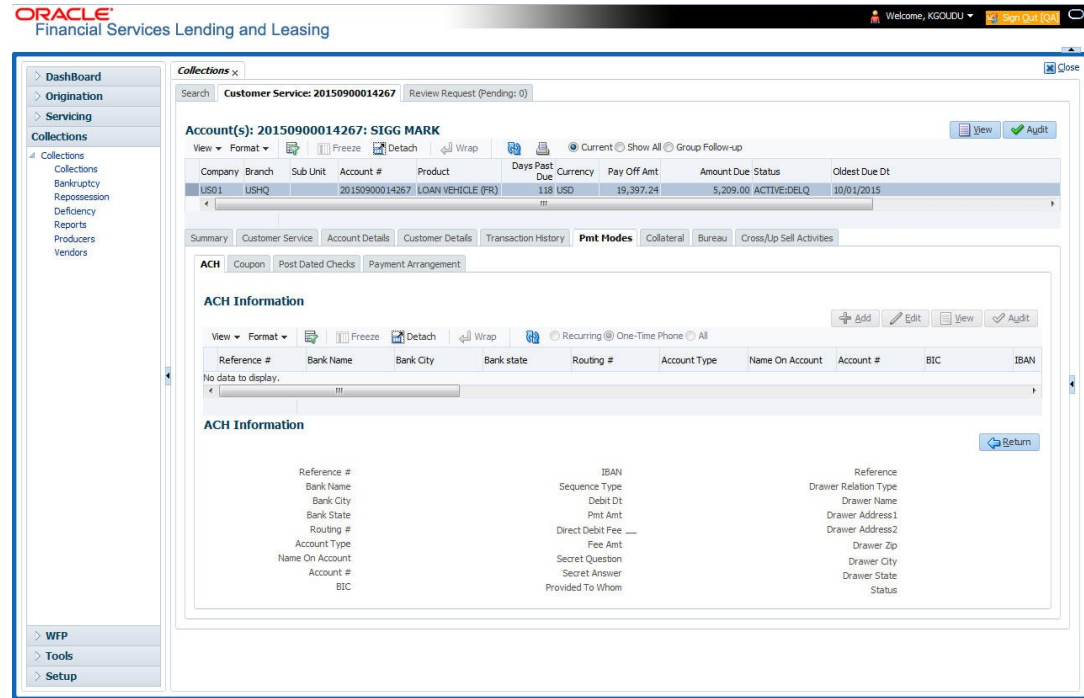 ORACLE
Financial Services Lending and Leasing
Welcome, KGOUDU
Sign Out [QA]
Close
DashBoard
Origination
Servicing
Collections
Collections
Collections
Bankruptcy
Repossession
Deficiency
Reports
Producers
Vendors
WFP
Tools
Setup
Collections x
Search Customer Service: 20150900014267 Review Request (Pending: 0)
Account(s): 20150900014267: SIGG MARK
View Audit
View Format Freeze Detach Wrap Current Show All Group Follow-up
Company Branch Sub Unit Account # Product Days Past Due Currency Pay Off Amt Amount Due Status Oldest Due Dt
US01 USHQ 20150900014267 LOAN VEHICLE (FR) 118 USD 19,397.24 5,209.00 ACTIVE:DELQ 10/01/2015
Summary Customer Service Account Details Customer Details Transaction History Pmt Modes Collateral Bureau Cross/Up Sell Activities
ACH Coupon Post Dated Checks Payment Arrangement
ACH Information
Add Edit View Audit
View Format Freeze Detach Wrap Recurring One-Time Phone All
Reference # Bank Name Bank City Bank state Routing # Account Type Name On Account Account # BIC IBAN
No data to display.
ACH Information
Return
Reference # IBAN Reference
Bank Name Sequence Type Drawer Relation Type
Bank City Debit Dt Drawer Name
Bank State Pmt Amt Drawer Address1
Routing # Direct Debit Fee Drawer Address2
Account Type Fee Amt Drawer Zip
Name On Account Secret Question Drawer City
Account # Secret Answer Drawer State
BIC Provided To Whom Status